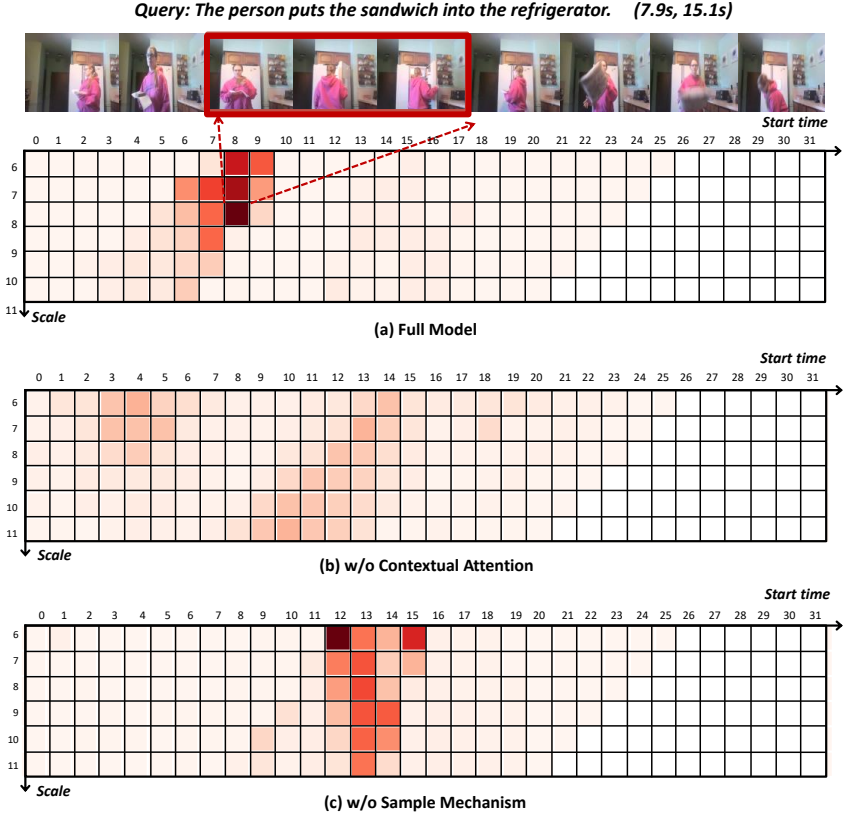 Query: The person puts the sandwich into the refrigerator. (7.9s, 15.1s)
Start time
0 1 2 3 4 5 6 7 8 9 10 11 12 13 14 15 16 17 18 19 20 21 22 23 24 25 26 27 28 29 30 31
6
7
8
9
10
11
Scale
(a) Full Model
Start time
0 1 2 3 4 5 6 7 8 9 10 11 12 13 14 15 16 17 18 19 20 21 22 23 24 25 26 27 28 29 30 31
6
7
8
9
10
11
Scale
(b) w/o Contextual Attention
Start time
0 1 2 3 4 5 6 7 8 9 10 11 12 13 14 15 16 17 18 19 20 21 22 23 24 25 26 27 28 29 30 31
6
7
8
9
10
11
Scale
(c) w/o Sample Mechanism